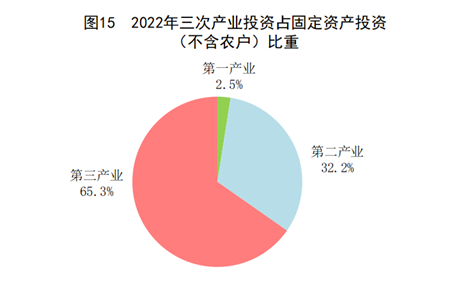 图15 2022年三次产业投资占固定资产投资
（不含农户）比重
第一产业
2.5%
第二产业
32.2%
第三产业
65.3%